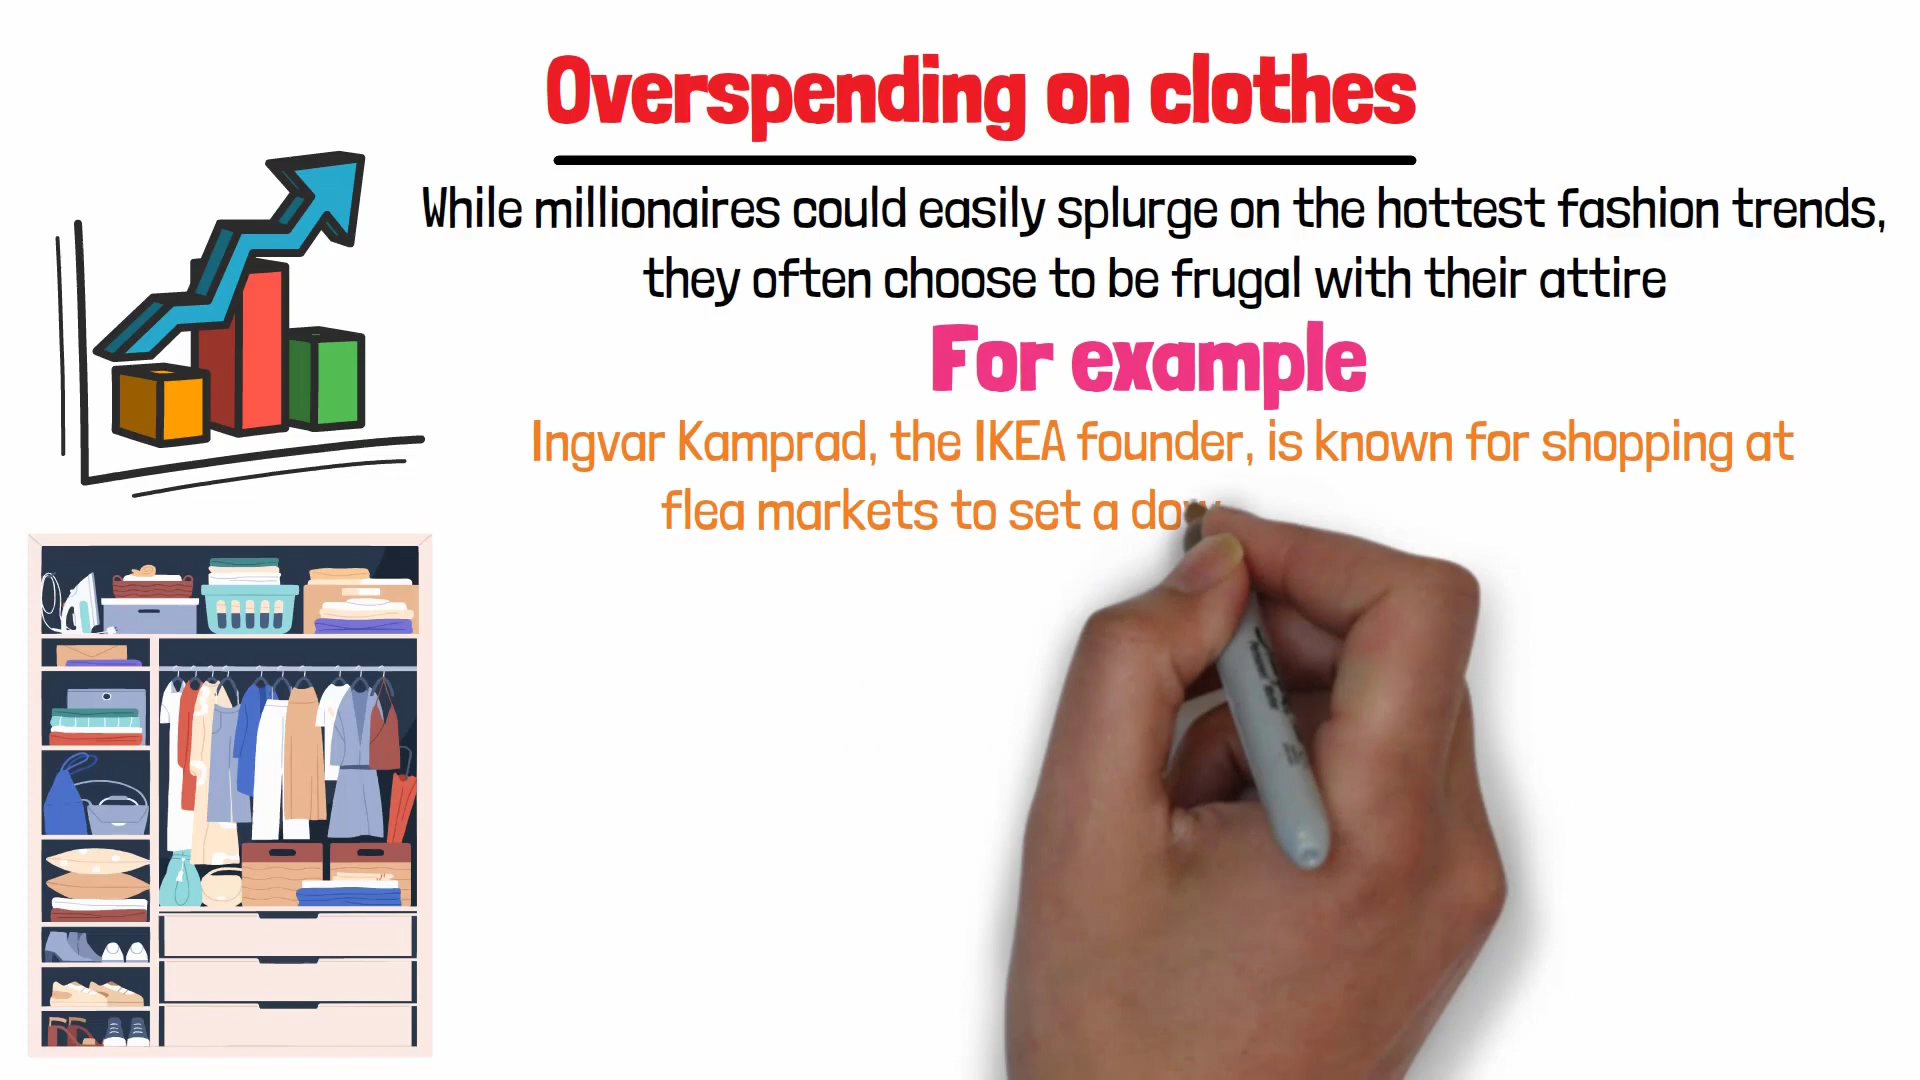 Overspending on clothes
While millionaires could easily splurge on the hottest fashion trends,
they often choose to be frugal with their attire
For example
Ingvar Kamprad, the IKEA founder, is known for shopping at
flea markets to set a